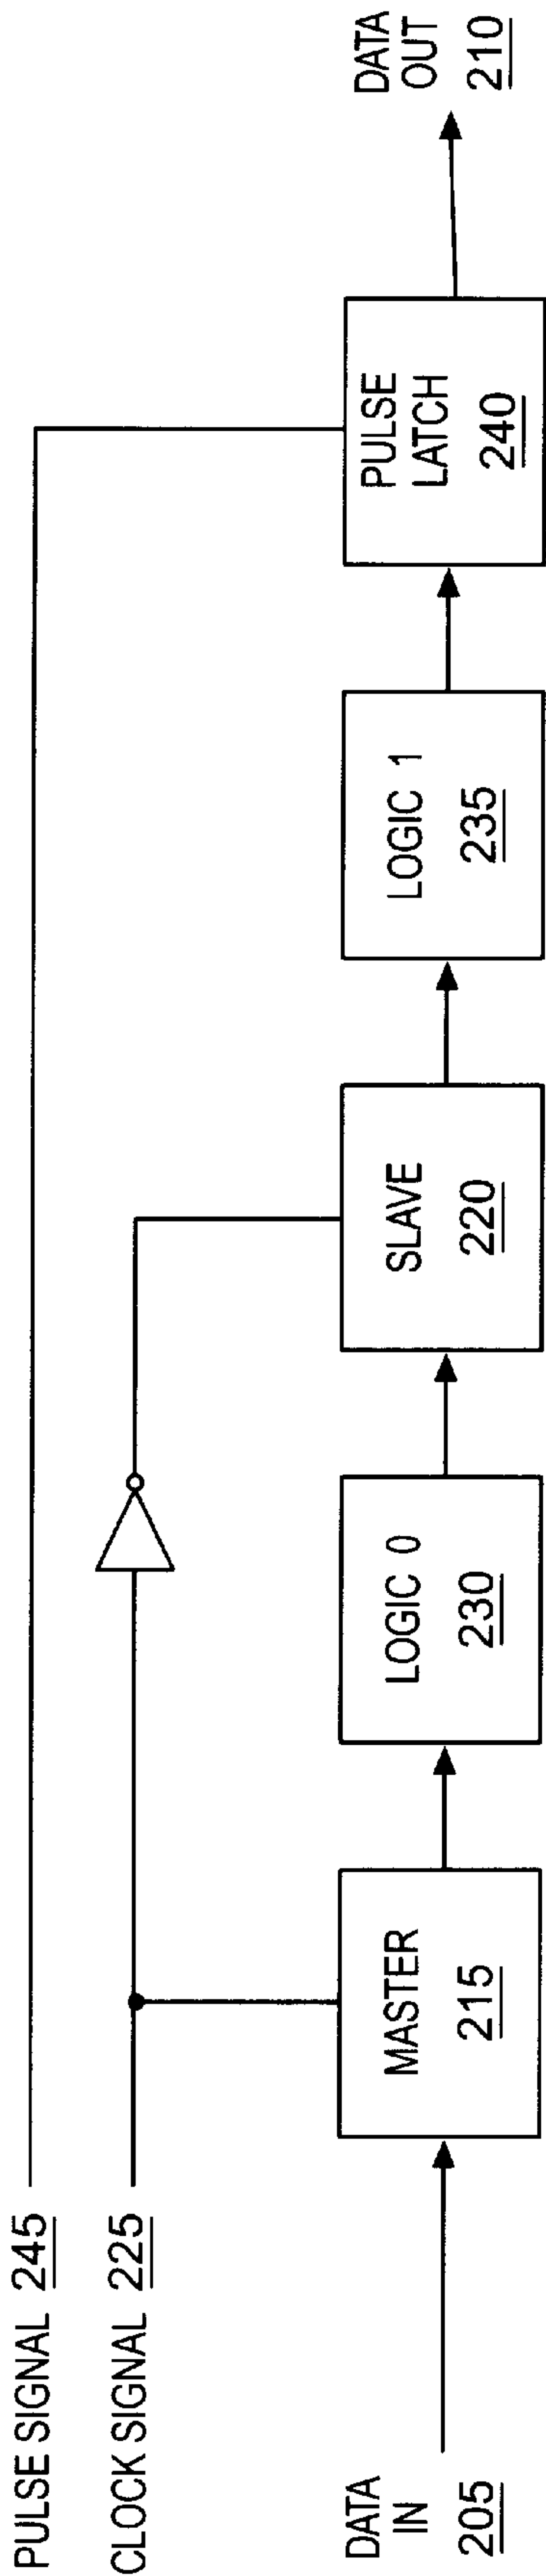 PULSE SIGNAL 245
CLOCK SIGNAL 225
DATA
IN
205
MASTER
215
LOGIC 0
230
SLAVE
220
LOGIC 1
235
PULSE
LATCH
240
DATA
OUT
210